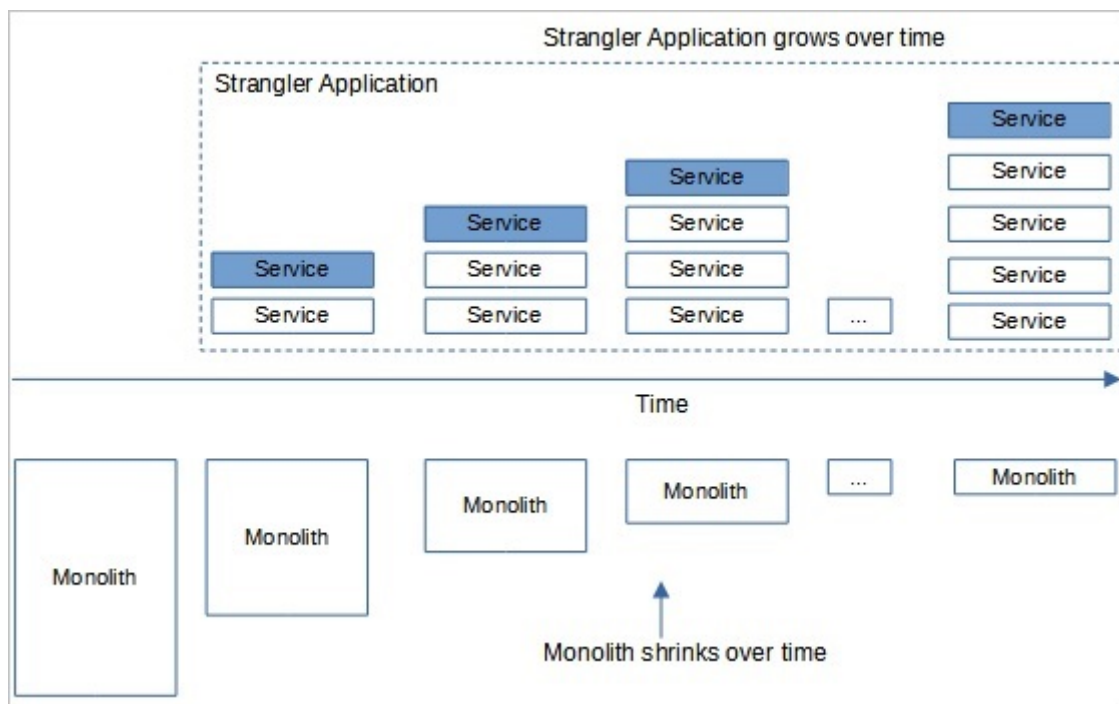 Strangler Application grows over time
Strangler Application
Service
Service
Service
Service
Service
Service
Service
Service
Service
Service
Service
Service
...
Service
Service
Time
Monolith
Monolith
Monolith
Monolith
...
Monolith
Monolith shrinks over time